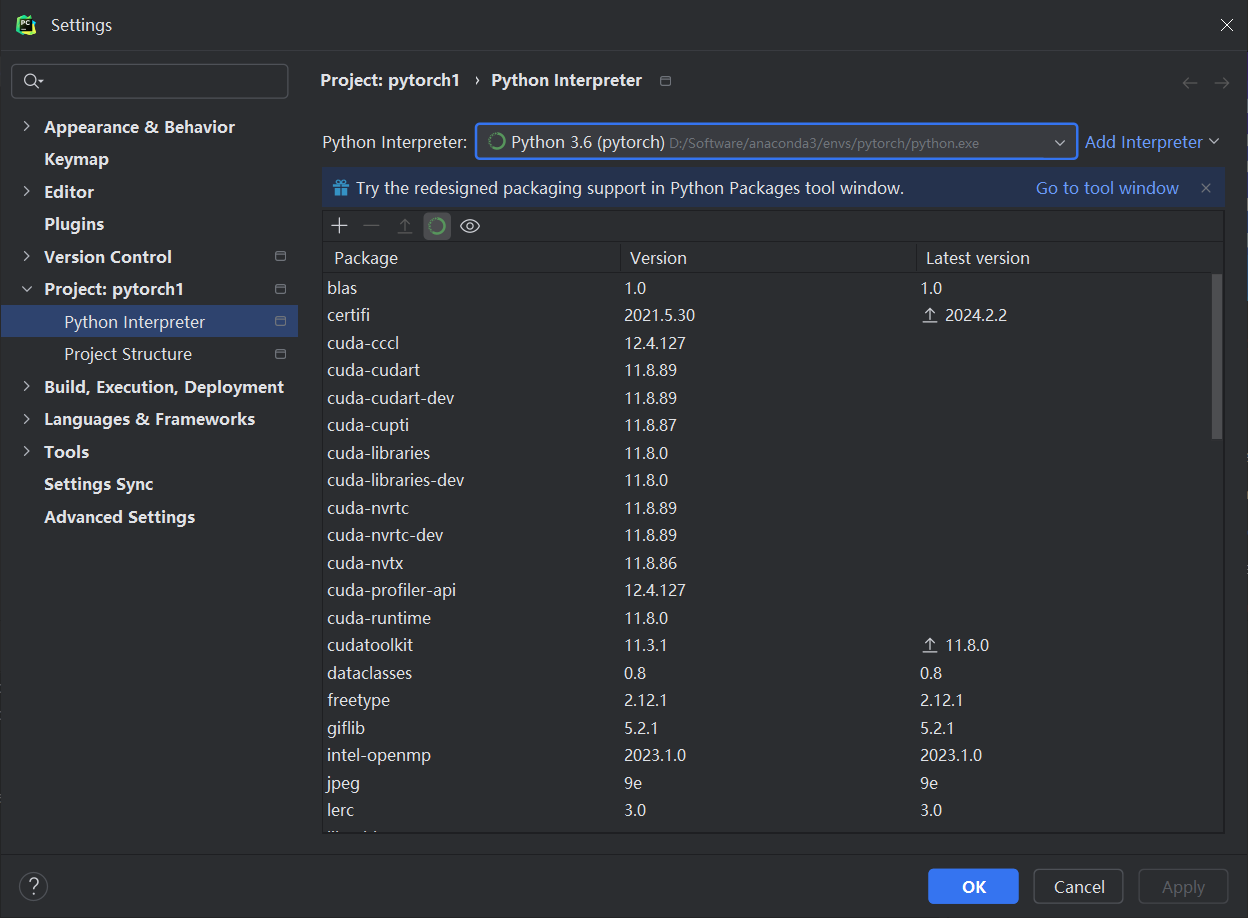 Settings
Project: pytorch1 › Python Interpreter
Python Interpreter: Python 3.6 (pytorch) D:/Software/anaconda3/envs/pytorch/python.exe Add Interpreter
Try the redesigned packaging support in Python Packages tool window. Go to tool window
Appearance & Behavior
Keymap
Editor
Plugins
Version Control
Project: pytorch1
Python Interpreter
Project Structure
Build, Execution, Deployment
Languages & Frameworks
Tools
Settings Sync
Advanced Settings
Package Version Latest version
blas 1.0 1.0
certifi 2021.5.30 2024.2.2
cuda-cccl 12.4.127
cuda-cudart 11.8.89
cuda-cudart-dev 11.8.89
cuda-cupti 11.8.87
cuda-libraries 11.8.0
cuda-libraries-dev 11.8.0
cuda-nvrtc 11.8.89
cuda-nvrtc-dev 11.8.89
cuda-nvtx 11.8.86
cuda-profiler-api 12.4.127
cuda-runtime 11.8.0
cudatoolkit 11.3.1 11.8.0
dataclasses 0.8 0.8
freetype 2.12.1 2.12.1
giflib 5.2.1 5.2.1
intel-openmp 2023.1.0 2023.1.0
jpeg 9e 9e
lerc 3.0 3.0
? OK Cancel Apply